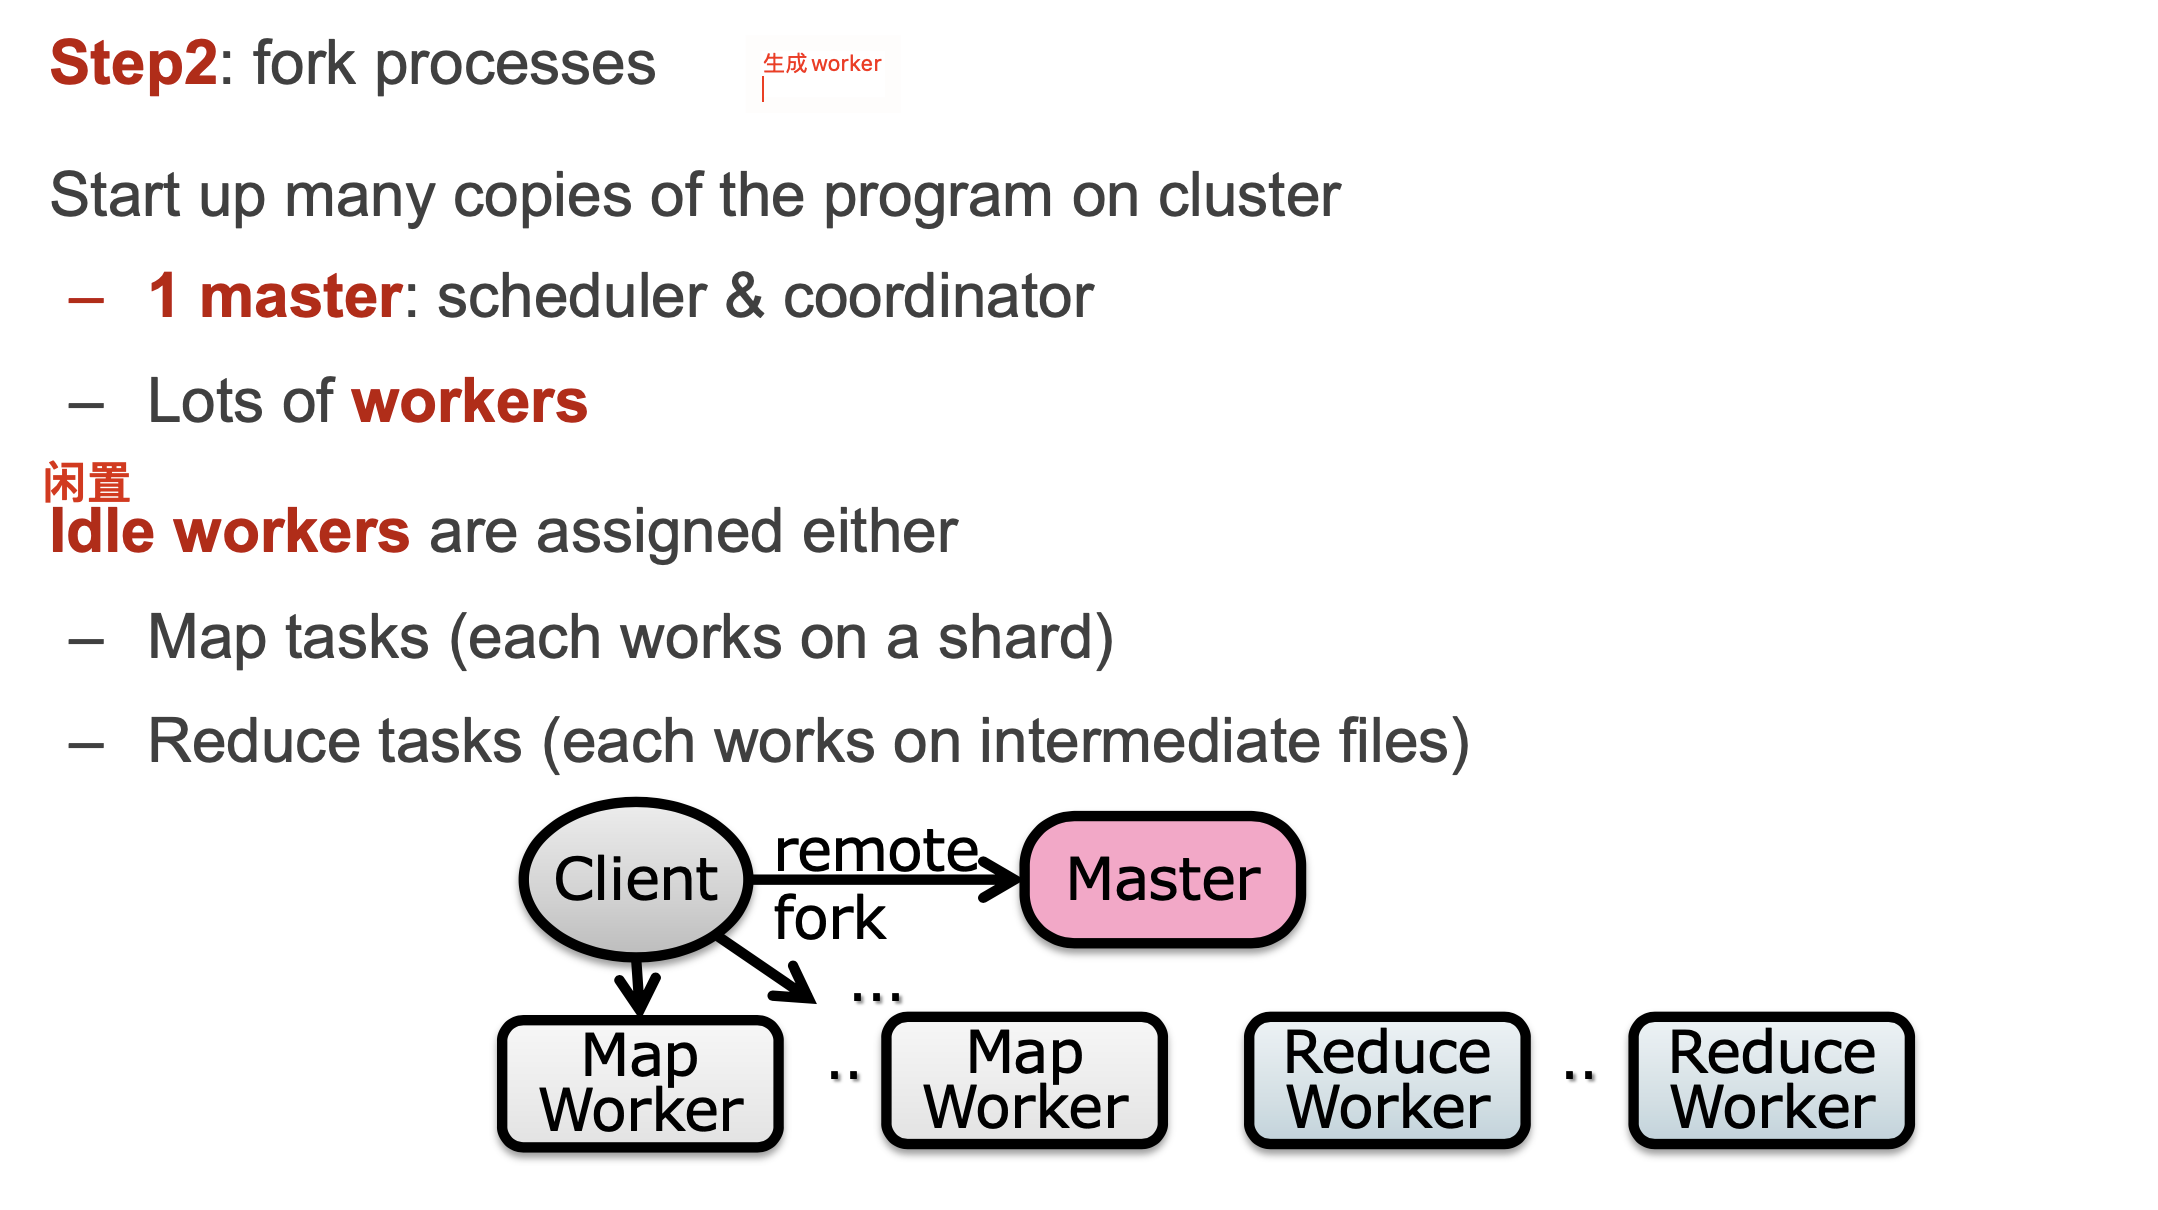 Step2: fork processes
生成 worker
Start up many copies of the program on cluster
– 1 master: scheduler & coordinator
– Lots of workers
闲置
Idle workers are assigned either
– Map tasks (each works on a shard)
– Reduce tasks (each works on intermediate files)
Client
remote
fork
Master
...
Map
Worker
..
Map
Worker
Reduce
Worker
..
Reduce
Worker